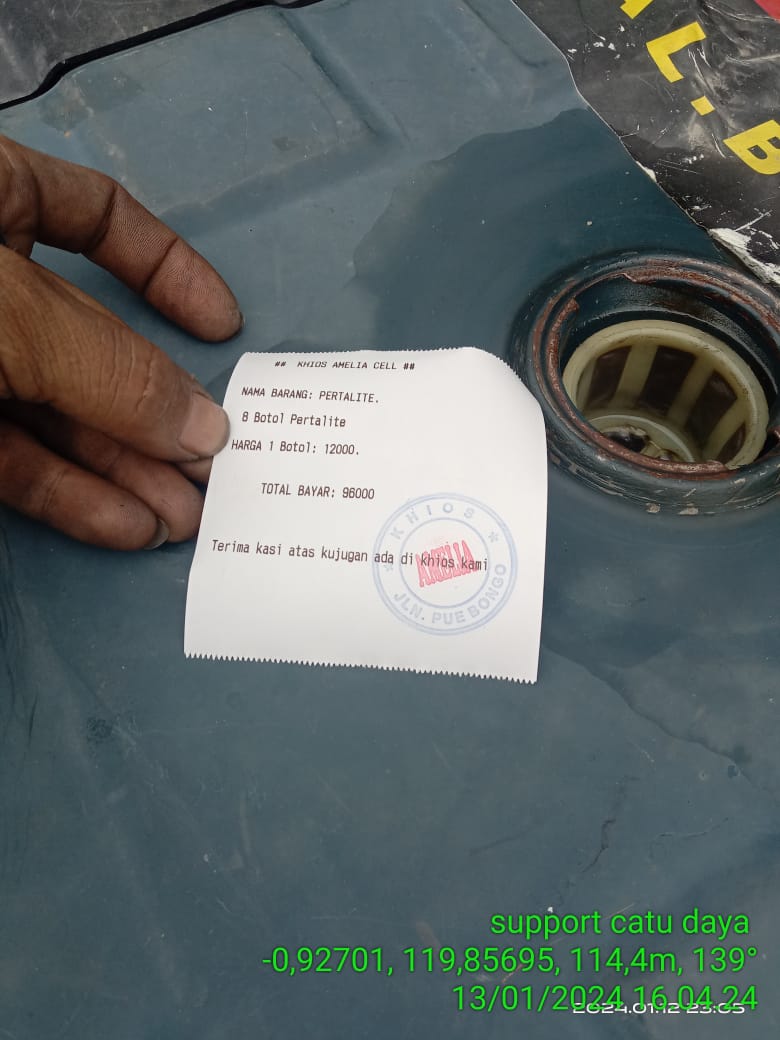 AL.B
## KHIOS AMELIA CELL ##
NAMA BARANG: PERTALITE.
8 Botol Pertalite
HARGA 1 Botol: 12000.
TOTAL BAYAR: 96000
Terima kasi atas kujugan ada di khios kami
KHIOS
AMELIA
JLN. PUE BONGO
support catu daya
-0,92701, 119,85695, 114,4m, 139°
13/01/2024 16.04.24
2024.01.12 23:05